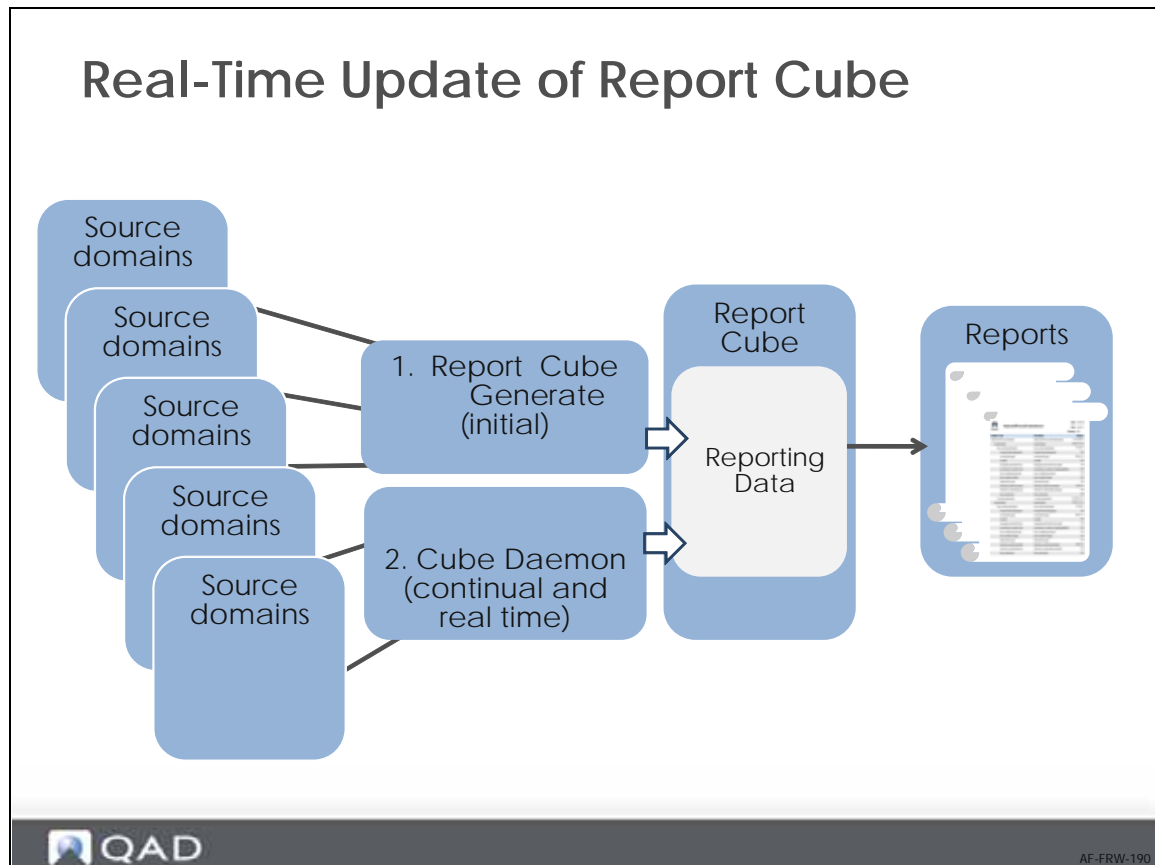 Real-Time Update of Report Cube
Source
domains
Source
domains
Source
domains
Source
domains
Source
domains
1. Report Cube
Generate
(initial)
2. Cube Daemon
(continual and
real time)
Report
Cube
Reporting
Data
Reports
QAD
AF-FRW-190